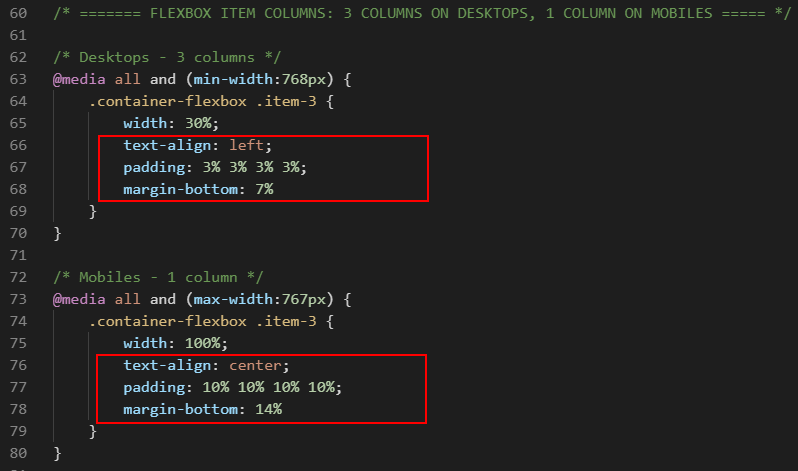 60 /* ======= FLEXBOX ITEM COLUMNS: 3 COLUMNS ON DESKTOPS, 1 COLUMN ON MOBILES ===== */
61
62 /* Desktops - 3 columns */
63 @media all and (min-width:768px) {
64 .container-flexbox .item-3 {
65 width: 30%;
66 text-align: left;
67 padding: 3% 3% 3% 3%;
68 margin-bottom: 7%
69 }
70 }
71
72 /* Mobiles - 1 column */
73 @media all and (max-width:767px) {
74 .container-flexbox .item-3 {
75 width: 100%;
76 text-align: center;
77 padding: 10% 10% 10% 10%;
78 margin-bottom: 14%
79 }
80 }